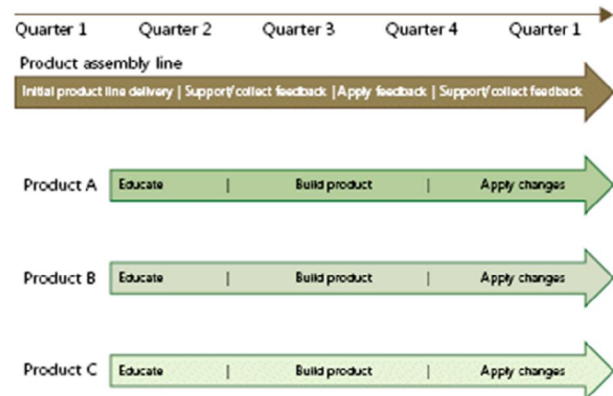 Quarter 1 Quarter 2 Quarter 3 Quarter 4 Quarter 1
Product assembly line
Initial product line delivery | Support/collect feedback | Apply feedback | Support/collect feedback
Product A Educate | Build product | Apply changes
Product B Educate | Build product | Apply changes
Product C Educate | Build product | Apply changes